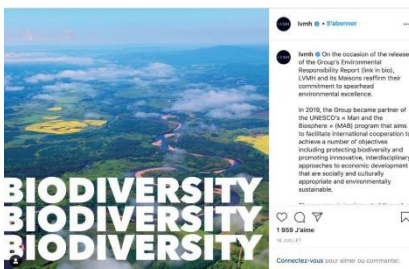 BIODIVERSITY
BIODIVERSITY
BIODIVERSITY
LVMH
lvmh • S'abonner
lvmh On the occasion of the release
of the Group's Environmental
Responsibility Report (link in bio),
LVMH and its Maisons reaffirm their
commitment to spearhead
environmental excellence.
In 2019, the Group became partner of
the UNESCO's « Man and the
Biosphere » (MAB) program that aims
to facilitate international cooperation to
achieve a number of objectives
including protecting biodiversity and
promoting innovative, interdisciplinary
approaches to economic development
that are socially and culturally
appropriate and environmentally
sustainable.
1 959 J'aime
JUILLET
Connectez-vous pour aimer ou commenter.